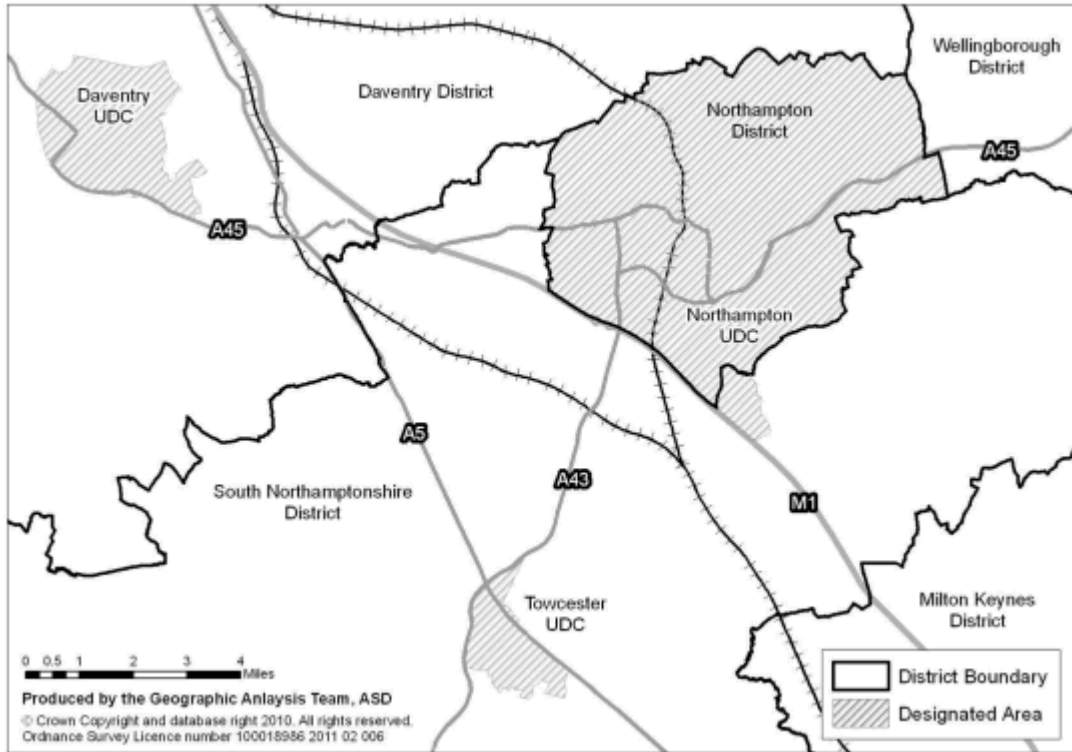 Wellingborough
District
Daventry
UDC
Daventry District
Northampton
District
A45
A45
Northampton
UDC
A5
A43
South Northamptonshire
District
M1
Towcester
UDC
Milton Keynes
District
0 0.5 1 2 3 4
Miles
District Boundary
Designated Area
Produced by the Geographic Anlaysis Team, ASD
© Crown Copyright and database right 2010. All rights reserved.
Ordnance Survey Licence number 100018986 2011 02 006